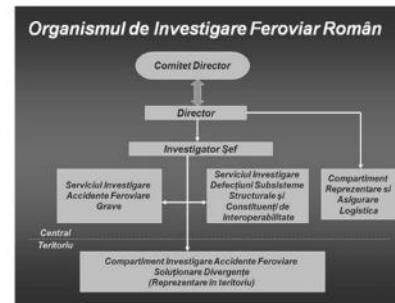 Organismul de Investigare Feroviar Român
Comitet Director
Director
Investigator Şef
Serviciul Investigare
Accidente Feroviare
Grave
Serviciul Investigare
Defecţiuni Subsisteme
Structurale şi
Constituenţi de
Interoperabilitate
Compartiment
Reprezentare si
Asigurare
Logistica
Central
Teritoriu
Compartiment Investigare Accidente Feroviare
Soluţionare Divergenţe
(Reprezentare în teritoriu)